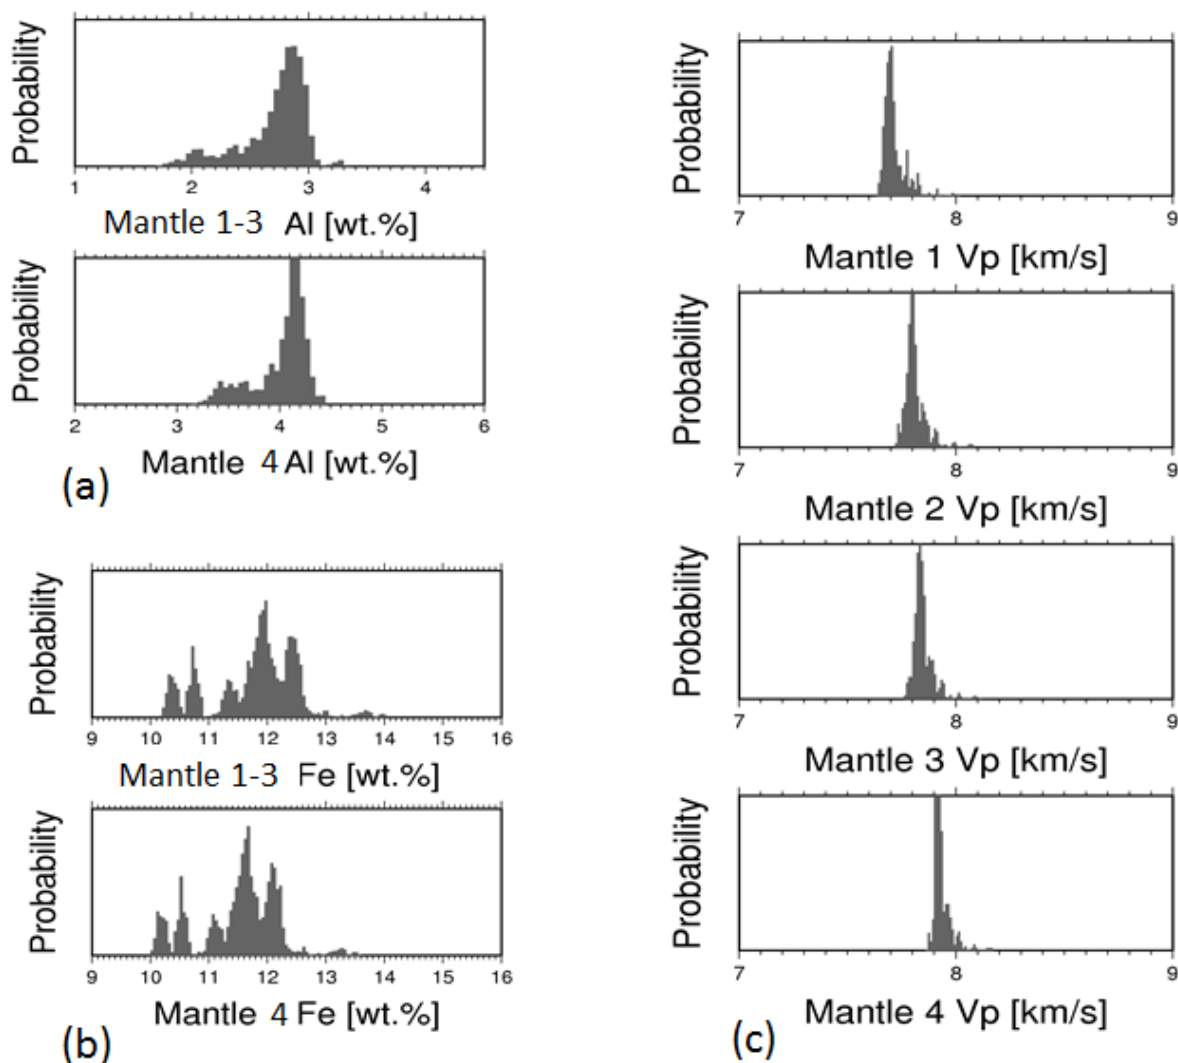 Probability
1 2 3 4
Mantle 1-3 Al [wt.%]
Probability
2 3 4 5 6
Mantle 4 Al [wt.%]
(a)
Probability
9 10 11 12 13 14 15 16
Mantle 1-3 Fe [wt.%]
Probability
9 10 11 12 13 14 15 16
Mantle 4 Fe [wt.%]
(b)
Probability
7 8 9
Mantle 1 Vp [km/s]
Probability
7 8 9
Mantle 2 Vp [km/s]
Probability
7 8 9
Mantle 3 Vp [km/s]
Probability
7 8 9
Mantle 4 Vp [km/s]
(c)